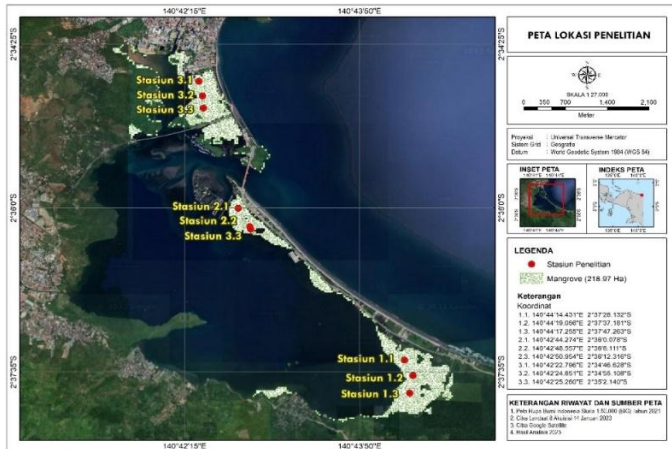 140°42'15"E 140°43'50"E
2°34'25"S
2°36'0"S
2°37'35"S
Stasiun 3.1
Stasiun 3.2
Stasiun 3.3
Stasiun 2.1
Stasiun 2.2
Stasiun 3.3
Stasiun 1.1
Stasiun 1.2
Stasiun 1.3
2°34'25"S
2°36'0"S
2°37'35"S
140°42'15"E 140°43'50"E
PETA LOKASI PENELITIAN
SKALA 1:27,000
0 350 700 1,400 2,100
Meter
Proyeksi : Universal Transverse Mercator
Sistem Grid : Geografis
Datum : World Geodetic System 1984 (WGS 84)
INSET PETA
INDEKS PETA
LEGENDA
Stasiun Penelitian
Mangrove (218.97 Ha)
Keterangan
Koordinat
1.1. 140°44'14.431"E 2°37'28.132"S
1.2. 140°44'19.056"E 2°37'37.181"S
1.3. 140°44'17.255"E 2°37'47.263"S
2.1. 140°42'44.274"E 2°36'0.078"S
2.2. 140°42'48.557"E 2°36'8.111"S
2.3. 140°42'50.954"E 2°36'12.316"S
3.1. 140°42'22.796"E 2°34'46.628"S
3.2. 140°42'24.851"E 2°34'55.108"S
3.3. 140°42'25.260"E 2°35'2.140"S
KETERANGAN RIWAYAT DAN SUMBER PETA
1. Peta Rupa Bumi Indonesia Skala 1:50,000 (BIG) tahun 2021
2. Citra Landsat 8 Akuisisi 14 Januari
3. Citra Google Satellite
4. Hasil Analisis 2025